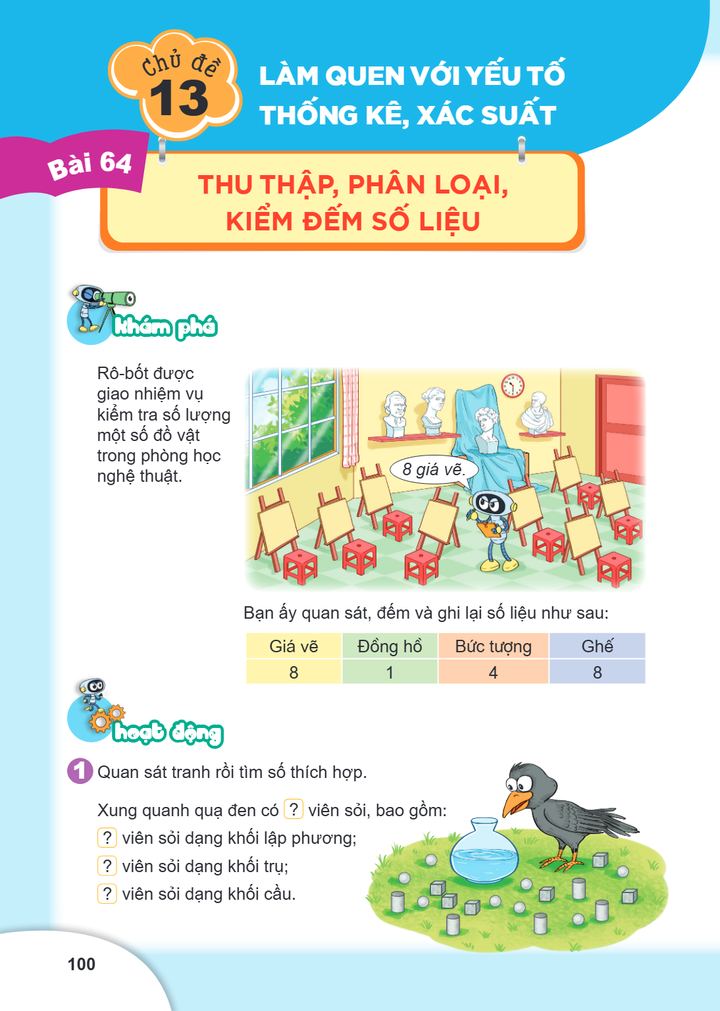 Chủ đề
13
LÀM QUEN VỚI YẾU TỐ
THỐNG KÊ, XÁC SUẤT
Bài 64
THU THẬP, PHÂN LOẠI,
KIỂM ĐẾM SỐ LIỆU
khám phá
Rô-bốt được
giao nhiệm vụ
kiểm tra số lượng
một số đồ vật
trong phòng học
nghệ thuật.
8 giá vẽ.
Bạn ấy quan sát, đếm và ghi lại số liệu như sau:
Giá vẽ Đồng hồ Bức tượng Ghế
8 1 4 8
hoạt động
1 Quan sát tranh rồi tìm số thích hợp.
Xung quanh quạ đen có ? viên sỏi, bao gồm:
? viên sỏi dạng khối lập phương;
? viên sỏi dạng khối trụ;
? viên sỏi dạng khối cầu.
100